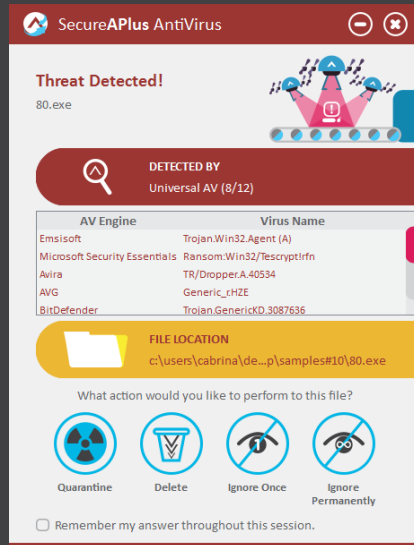 SecureAPlus AntiVirus
Threat Detected!
80.exe
DETECTED BY
Universal AV (8/12)
AV Engine Virus Name
Emsisoft Trojan.Win32.Agent (A)
Microsoft Security Essentials Ransom:Win32/Tescrypt!rfn
Avira TR/Dropper.A.40534
AVG Generic_r.HZE
BitDefender Trojan.GenericKD.3087636
FILE LOCATION
c:\users\cabrina\de...p\samples#10\80.exe
What action would you like to perform to this file?
Quarantine Delete Ignore Once Ignore Permanently
Remember my answer throughout this session.